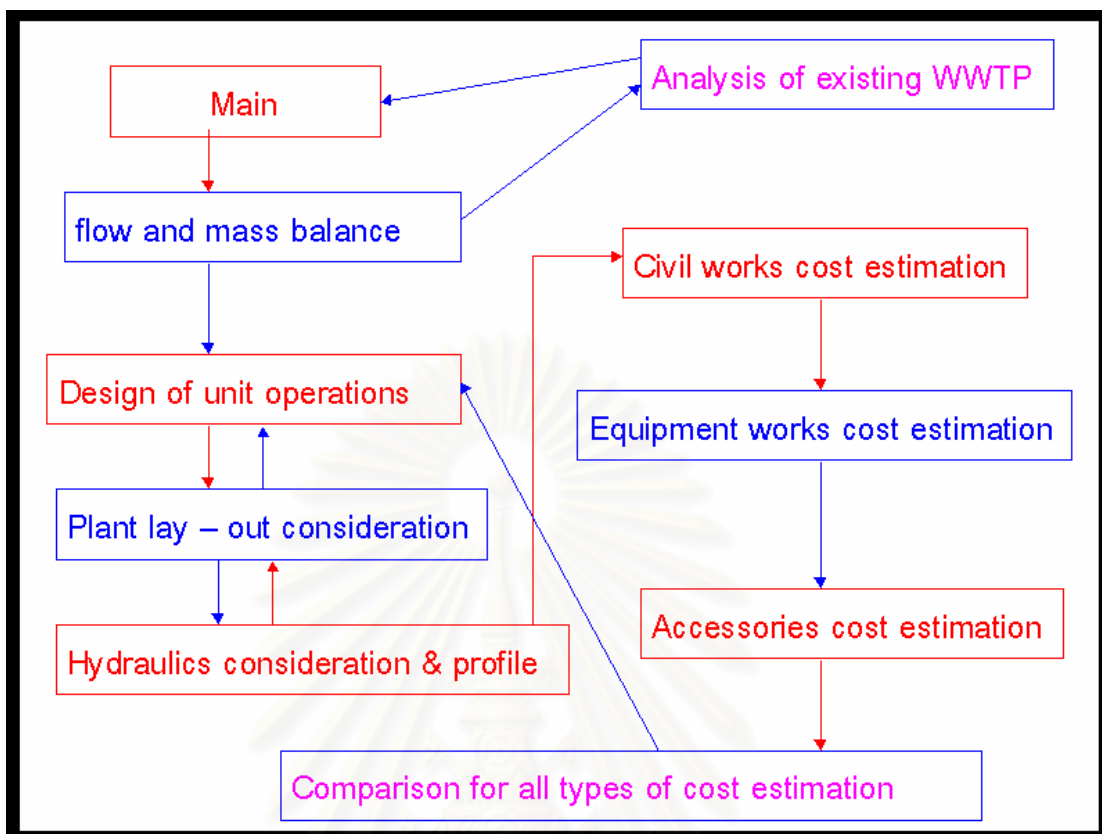 Main
Analysis of existing WWTP
flow and mass balance
Civil works cost estimation
Design of unit operations
Equipment works cost estimation
Plant lay – out consideration
Accessories cost estimation
Hydraulics consideration & profile
Comparison for all types of cost estimation